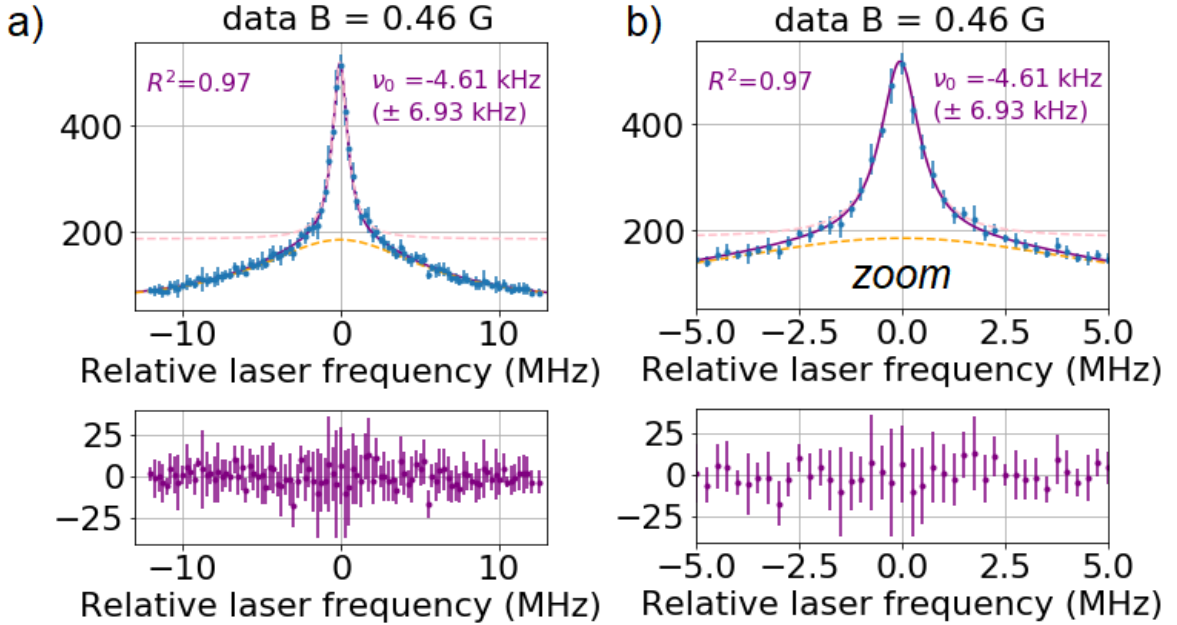 a)
data B = 0.46 G
R²=0.97
ν₀ =-4.61 kHz
(± 6.93 kHz)
400
200
−10
0
10
Relative laser frequency (MHz)
25
0
−25
−10
0
10
Relative laser frequency (MHz)
b)
data B = 0.46 G
R²=0.97
ν₀ =-4.61 kHz
(± 6.93 kHz)
400
200
zoom
−5.0
−2.5
0.0
2.5
5.0
Relative laser frequency (MHz)
25
0
−25
−5.0
−2.5
0.0
2.5
5.0
Relative laser frequency (MHz)